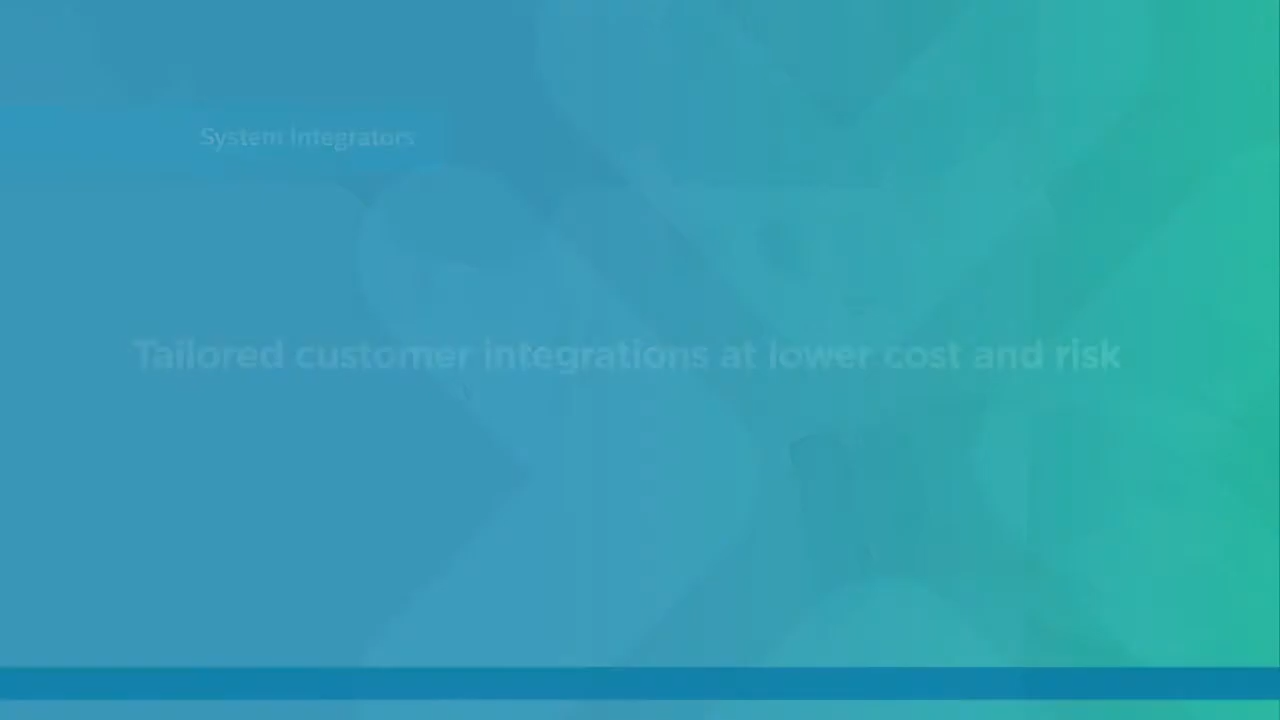 System Integrators
Tailored customer integrations at lower cost and risk